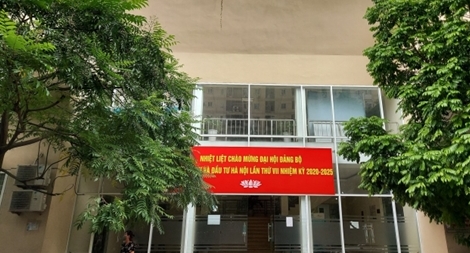 NHIỆT LIỆT CHÀO MỪNG ĐẠI HỘI ĐẢNG BỘ
VÀ ĐẦU TƯ HÀ NỘI LẦN THỨ VII NHIỆM KỲ 2020-2025